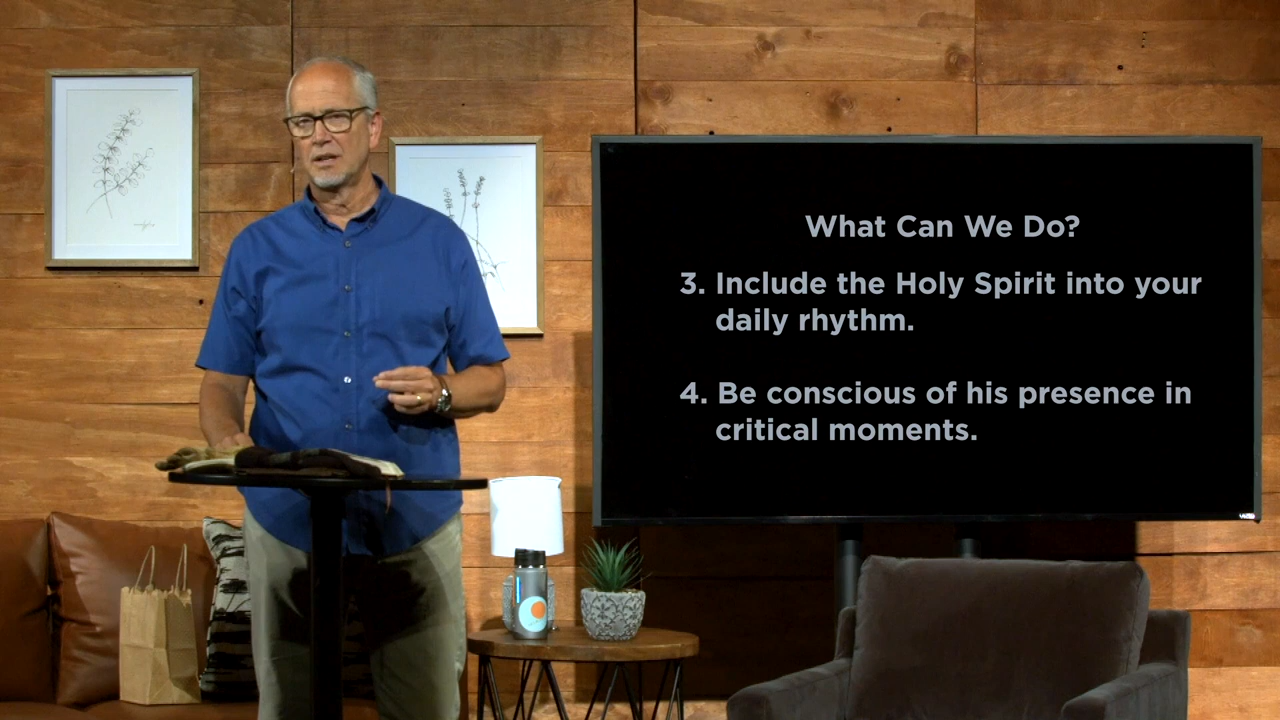 What Can We Do?
3. Include the Holy Spirit into your
daily rhythm.
4. Be conscious of his presence in
critical moments.